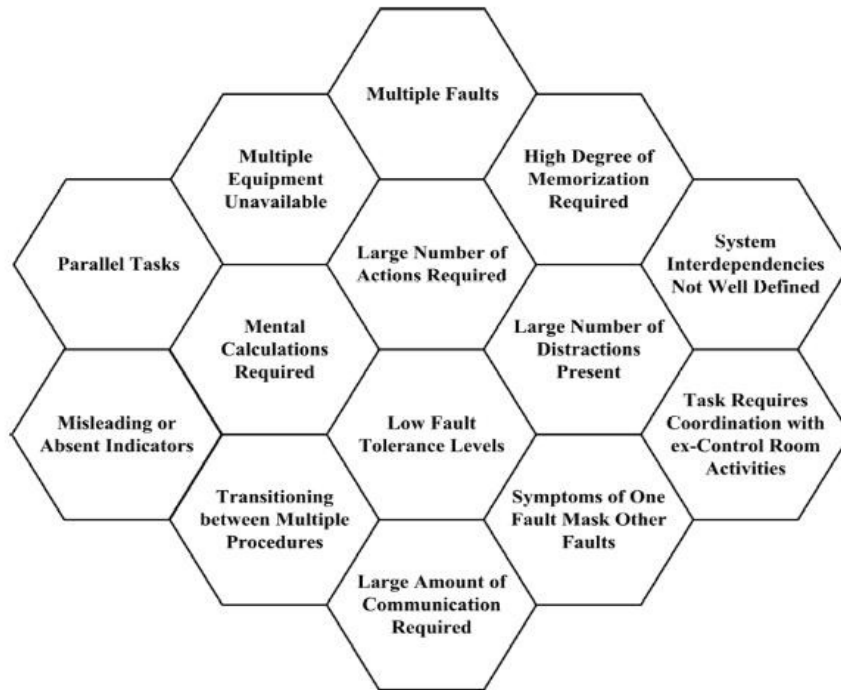 Multiple Faults
Multiple
Equipment
Unavailable
High Degree of
Memorization
Required
Parallel Tasks
Large Number of
Actions Required
System
Interdependencies
Not Well Defined
Mental
Calculations
Required
Large Number of
Distractions
Present
Misleading or
Absent Indicators
Low Fault
Tolerance Levels
Task Requires
Coordination with
ex-Control Room
Activities
Transitioning
between Multiple
Procedures
Symptoms of One
Fault Mask Other
Faults
Large Amount of
Communication
Required